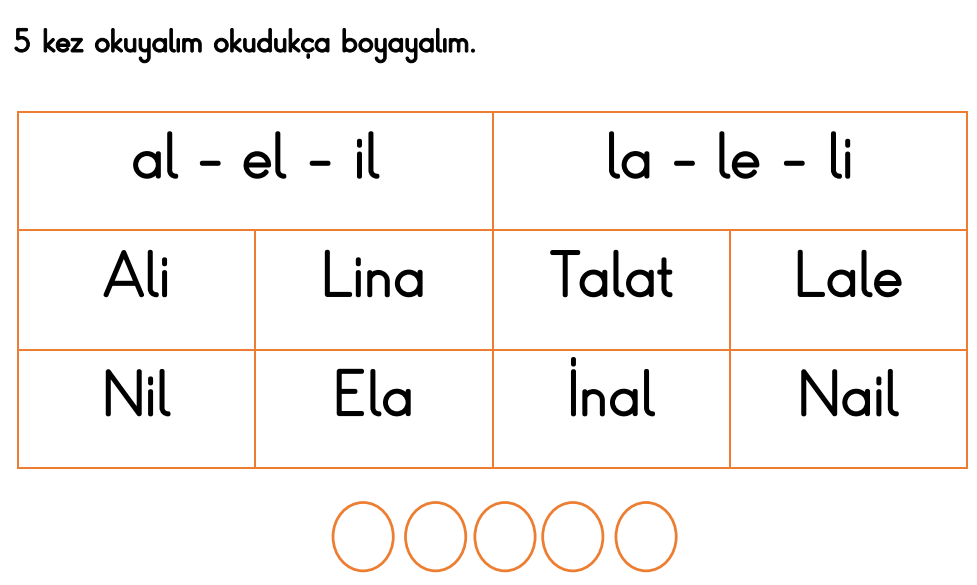 5 kez okuyalım okudukça boyayalım.
al - el - il la - le - li
Ali Lina Talat Lale
Nil Ela İnal Nail